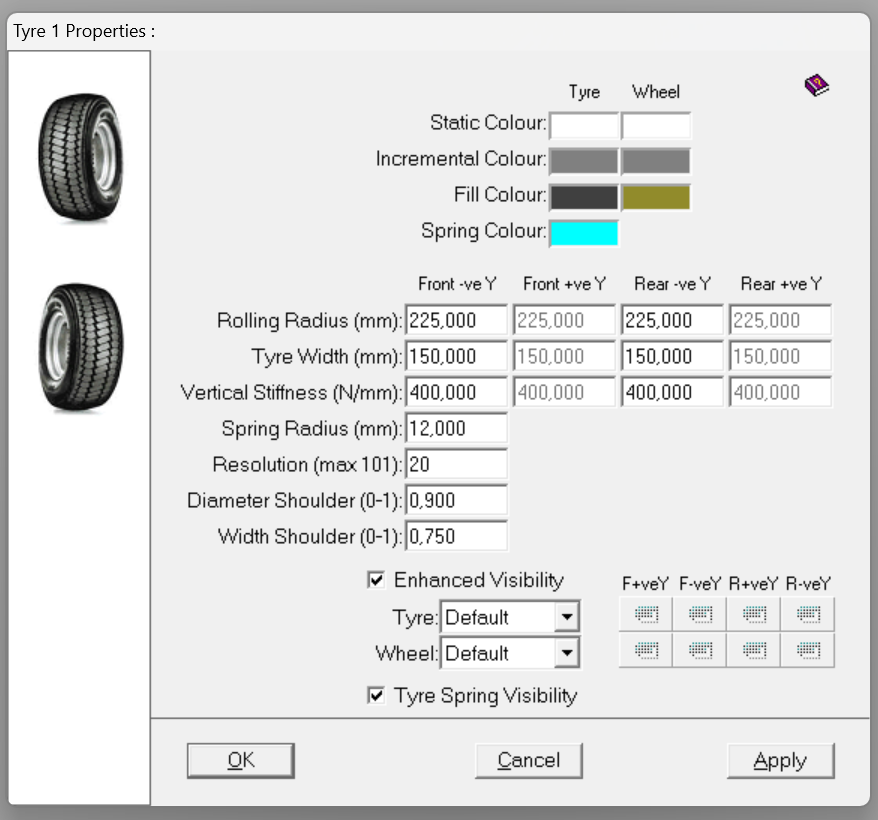 Tyre 1 Properties :
Tyre Wheel
Static Colour:
Incremental Colour:
Fill Colour:
Spring Colour:
Front -ve Y Front +ve Y Rear -ve Y Rear +ve Y
Rolling Radius (mm): 225,000 225,000 225,000 225,000
Tyre Width (mm): 150,000 150,000 150,000 150,000
Vertical Stiffness (N/mm): 400,000 400,000 400,000 400,000
Spring Radius (mm): 12,000
Resolution (max 101): 20
Diameter Shoulder (0-1): 0,900
Width Shoulder (0-1): 0,750
Enhanced Visibility F+veY F-veY R+veY R-veY
Tyre: Default
Wheel: Default
Tyre Spring Visibility
OK Cancel Apply